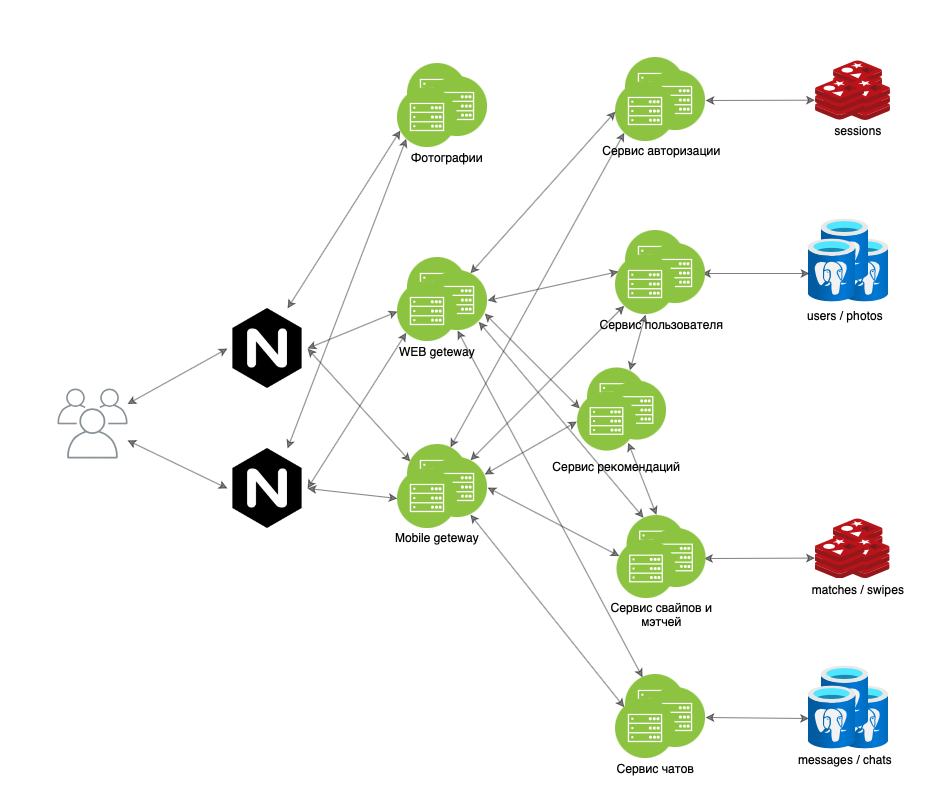 Фотографии
Сервис авторизации
sessions
WEB geteway
Сервис пользователя
users / photos
Сервис рекомендаций
Mobile geteway
Сервис свайпов и
мэтчей
matches / swipes
Сервис чатов
messages / chats